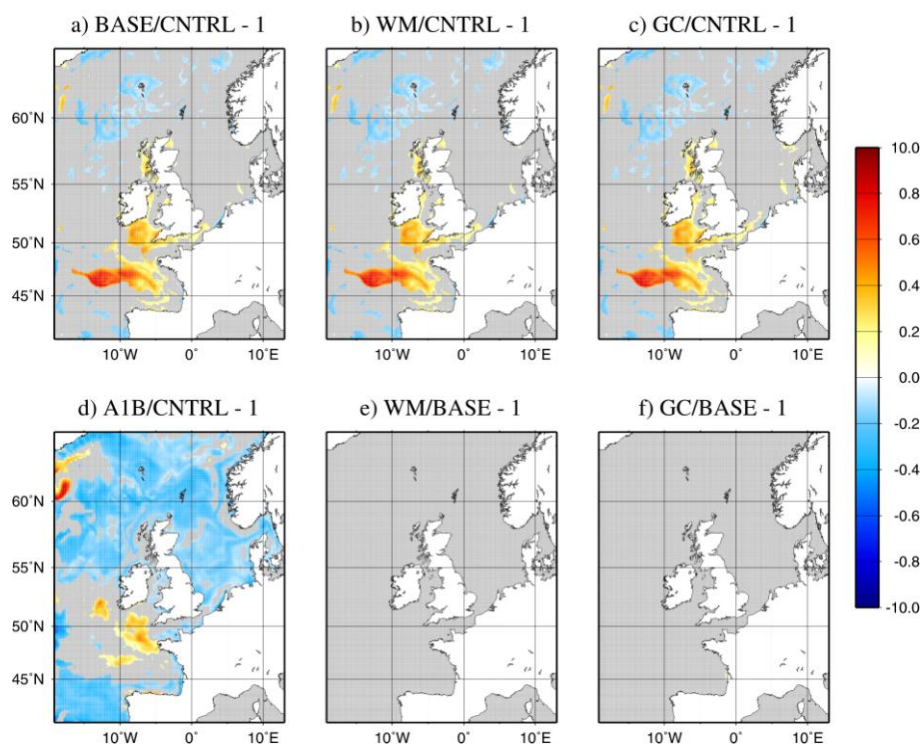 a) BASE/CNTRL - 1
b) WM/CNTRL - 1
c) GC/CNTRL - 1
60°N
55°N
50°N
45°N
10°W 0° 10°E
10°W 0° 10°E
10°W 0° 10°E
d) A1B/CNTRL - 1
e) WM/BASE - 1
f) GC/BASE - 1
60°N
55°N
50°N
45°N
10°W 0° 10°E
10°W 0° 10°E
10°W 0° 10°E
10.0
0.8
0.6
0.4
0.2
0.0
-0.2
-0.4
-0.6
-0.8
-10.0